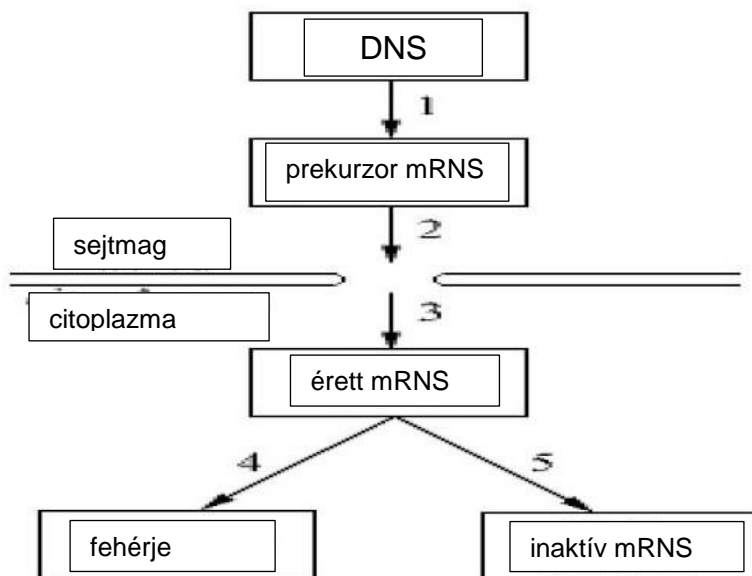 DNS
1
prekurzor mRNS
2
sejtmag
citoplazma
3
érett mRNS
4
5
fehérje
inaktív mRNS